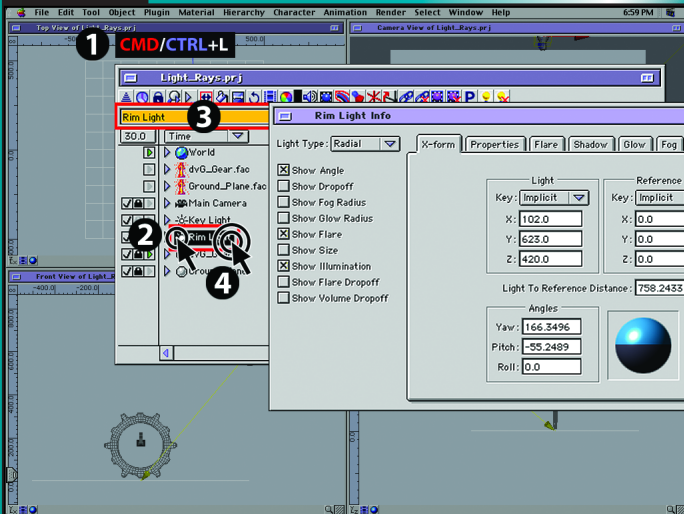 File Edit Tool Object Plugin Material Hierarchy Character Animation Render Select Window Help 6:59 PM
Top View of Light_Rays.prj
Camera View of Light_Rays.prj
1 CMD/CTRL+L
500.0
Light_Rays.prj
Rim Light
3
Rim Light Info
30.0 Time
Light Type: Radial
X-form Properties Flare Shadow Glow Fog
World
dvG_Gear.fac
Ground_Plane.fac
Main Camera
Key Light
2
4
Show Angle
Show Dropoff
Show Fog Radius
Show Glow Radius
Show Flare
Show Size
Show Illumination
Show Flare Dropoff
Show Volume Dropoff
Light
Key: Implicit
X: 102.0
Y: 623.0
Z: 420.0
Reference
Key: Implicit
X: 0.0
Y: 0.0
Z: 0.0
Light To Reference Distance: 758.2433
Angles
Yaw: 166.3496
Pitch: -55.2489
Roll: 0.0
Front View of Light_R
-400.0 -200.0